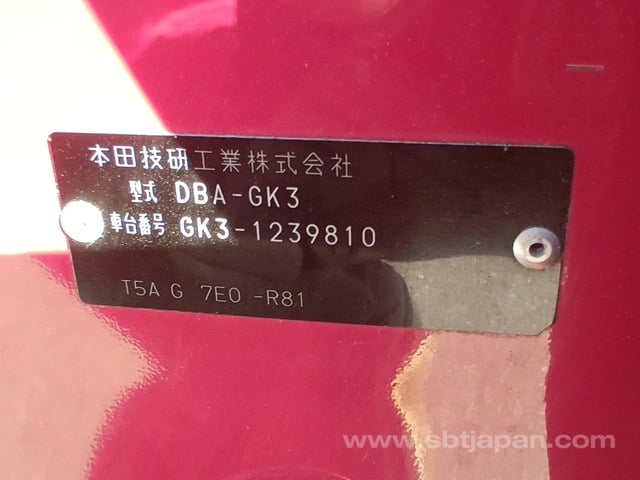 本田技研工業株式会社
型式 DBA-GK3
車台番号 GK3-1239810
T5A G 7E0 -R81
www.sbtjapan.com